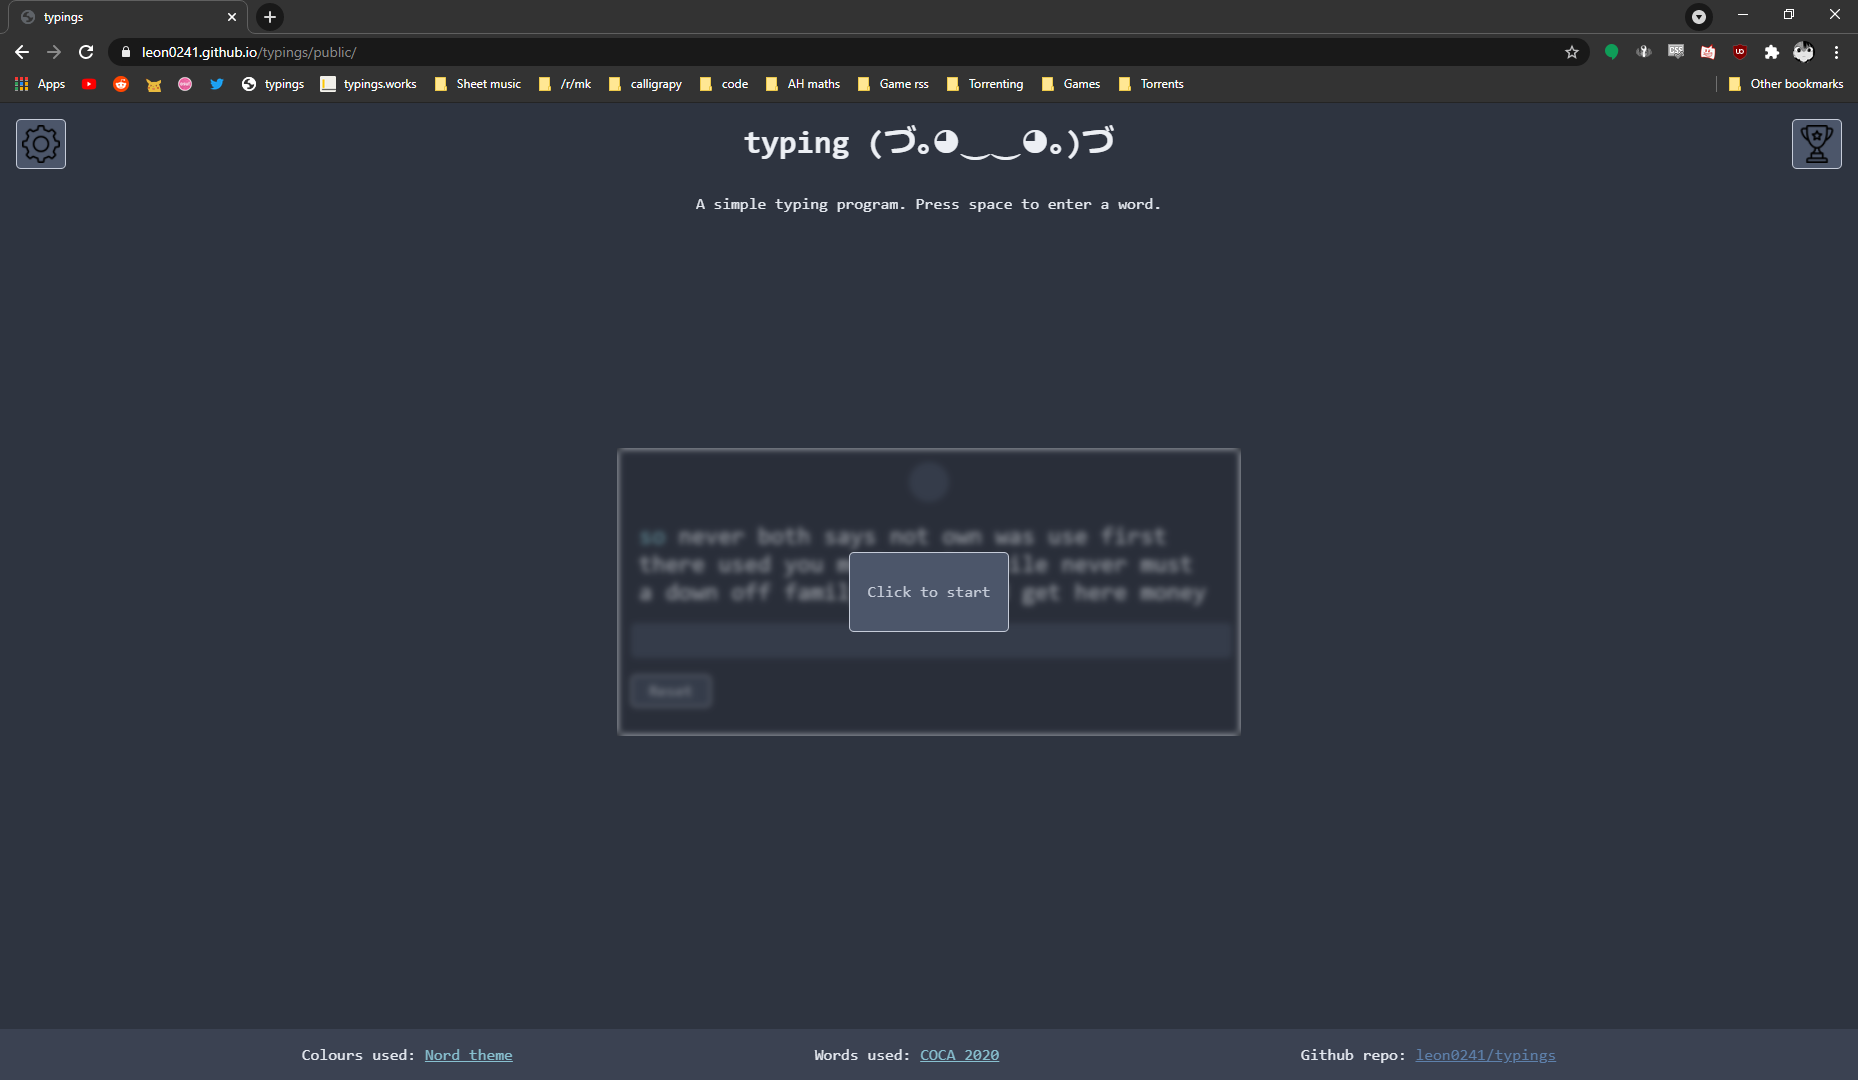 typings
leon0241.github.io/typings/public/
Apps typings typings.works Sheet music /r/mk calligrapy code AH maths Game rss Torrenting Games Torrents Other bookmarks
typing (づ｡◕‿‿◕｡)づ
A simple typing program. Press space to enter a word.
so never both says not own was use first
there used you never must
a down off get here money
Click to start
Reset
Colours used: Nord theme
Words used: COCA 2020
Github repo: leon0241/typings